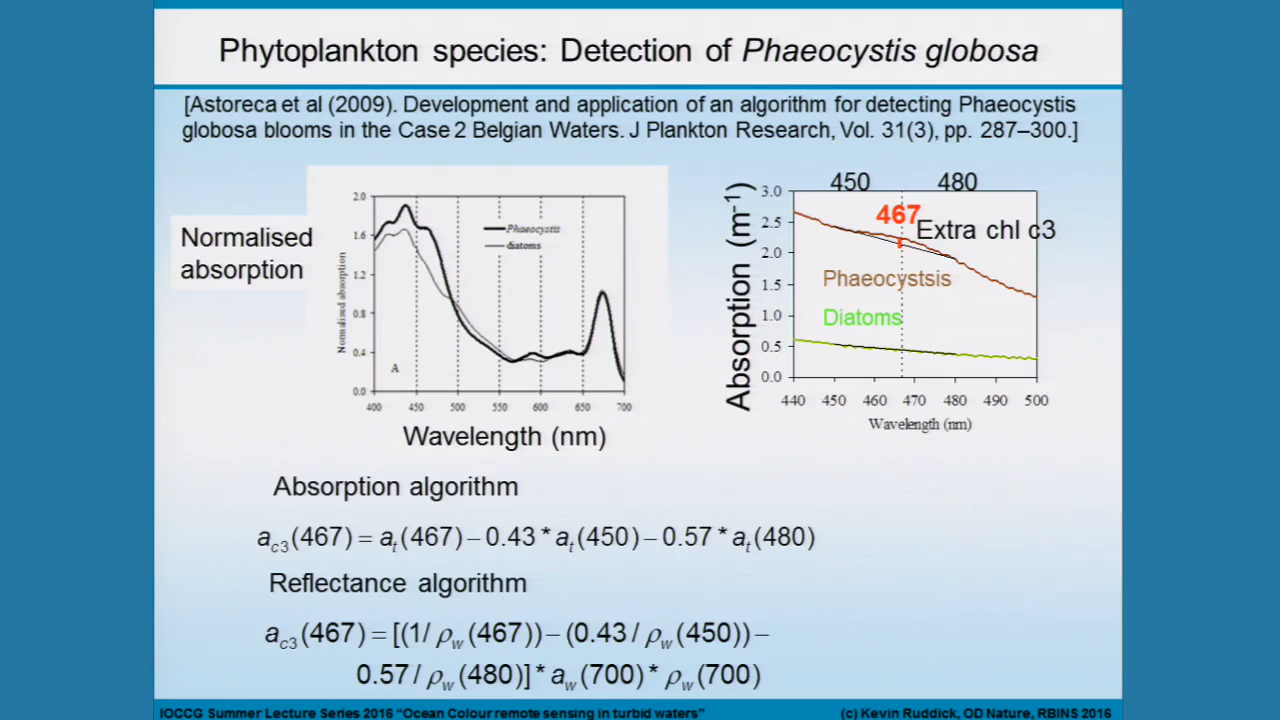 Phytoplankton species: Detection of Phaeocystis globosa
[Astoreca et al (2009). Development and application of an algorithm for detecting Phaeocystis
globosa blooms in the Case 2 Belgian Waters. J Plankton Research, Vol. 31(3), pp. 287–300.]
Normalised
absorption
Normalised absorption
2.0
1.6
1.2
0.8
0.4
0.0
Phaeocystis
diatoms
A
400 450 500 550 600 650 700
Wavelength (nm)
450 480
Absorption (m-1)
3.0
2.5
2.0
1.5
1.0
0.5
0.0
467
Extra chl c3
Phaeocystsis
Diatoms
440 450 460 470 480 490 500
Wavelength (nm)
Absorption algorithm
a_c3(467) = a_t(467) – 0.43 * a_t(450) – 0.57 * a_t(480)
Reflectance algorithm
a_c3(467) = [(1/ ρ_w(467)) – (0.43 / ρ_w(450)) –
0.57 / ρ_w(480)] * a_w(700) * ρ_w(700)
IOCCG Summer Lecture Series 2016 “Ocean Colour remote sensing in turbid waters” (c) Kevin Ruddick, OD Nature, RBINS 2016